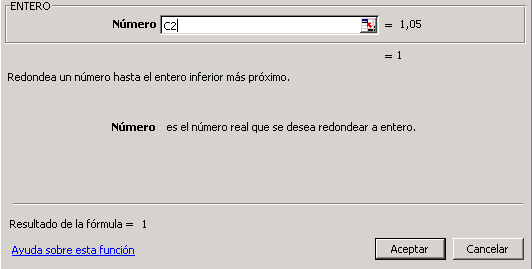 ENTERO
Número C2 = 1,05
= 1
Redondea un número hasta el entero inferior más próximo.
Número es el número real que se desea redondear a entero.
Resultado de la fórmula = 1
Ayuda sobre esta función
Aceptar Cancelar